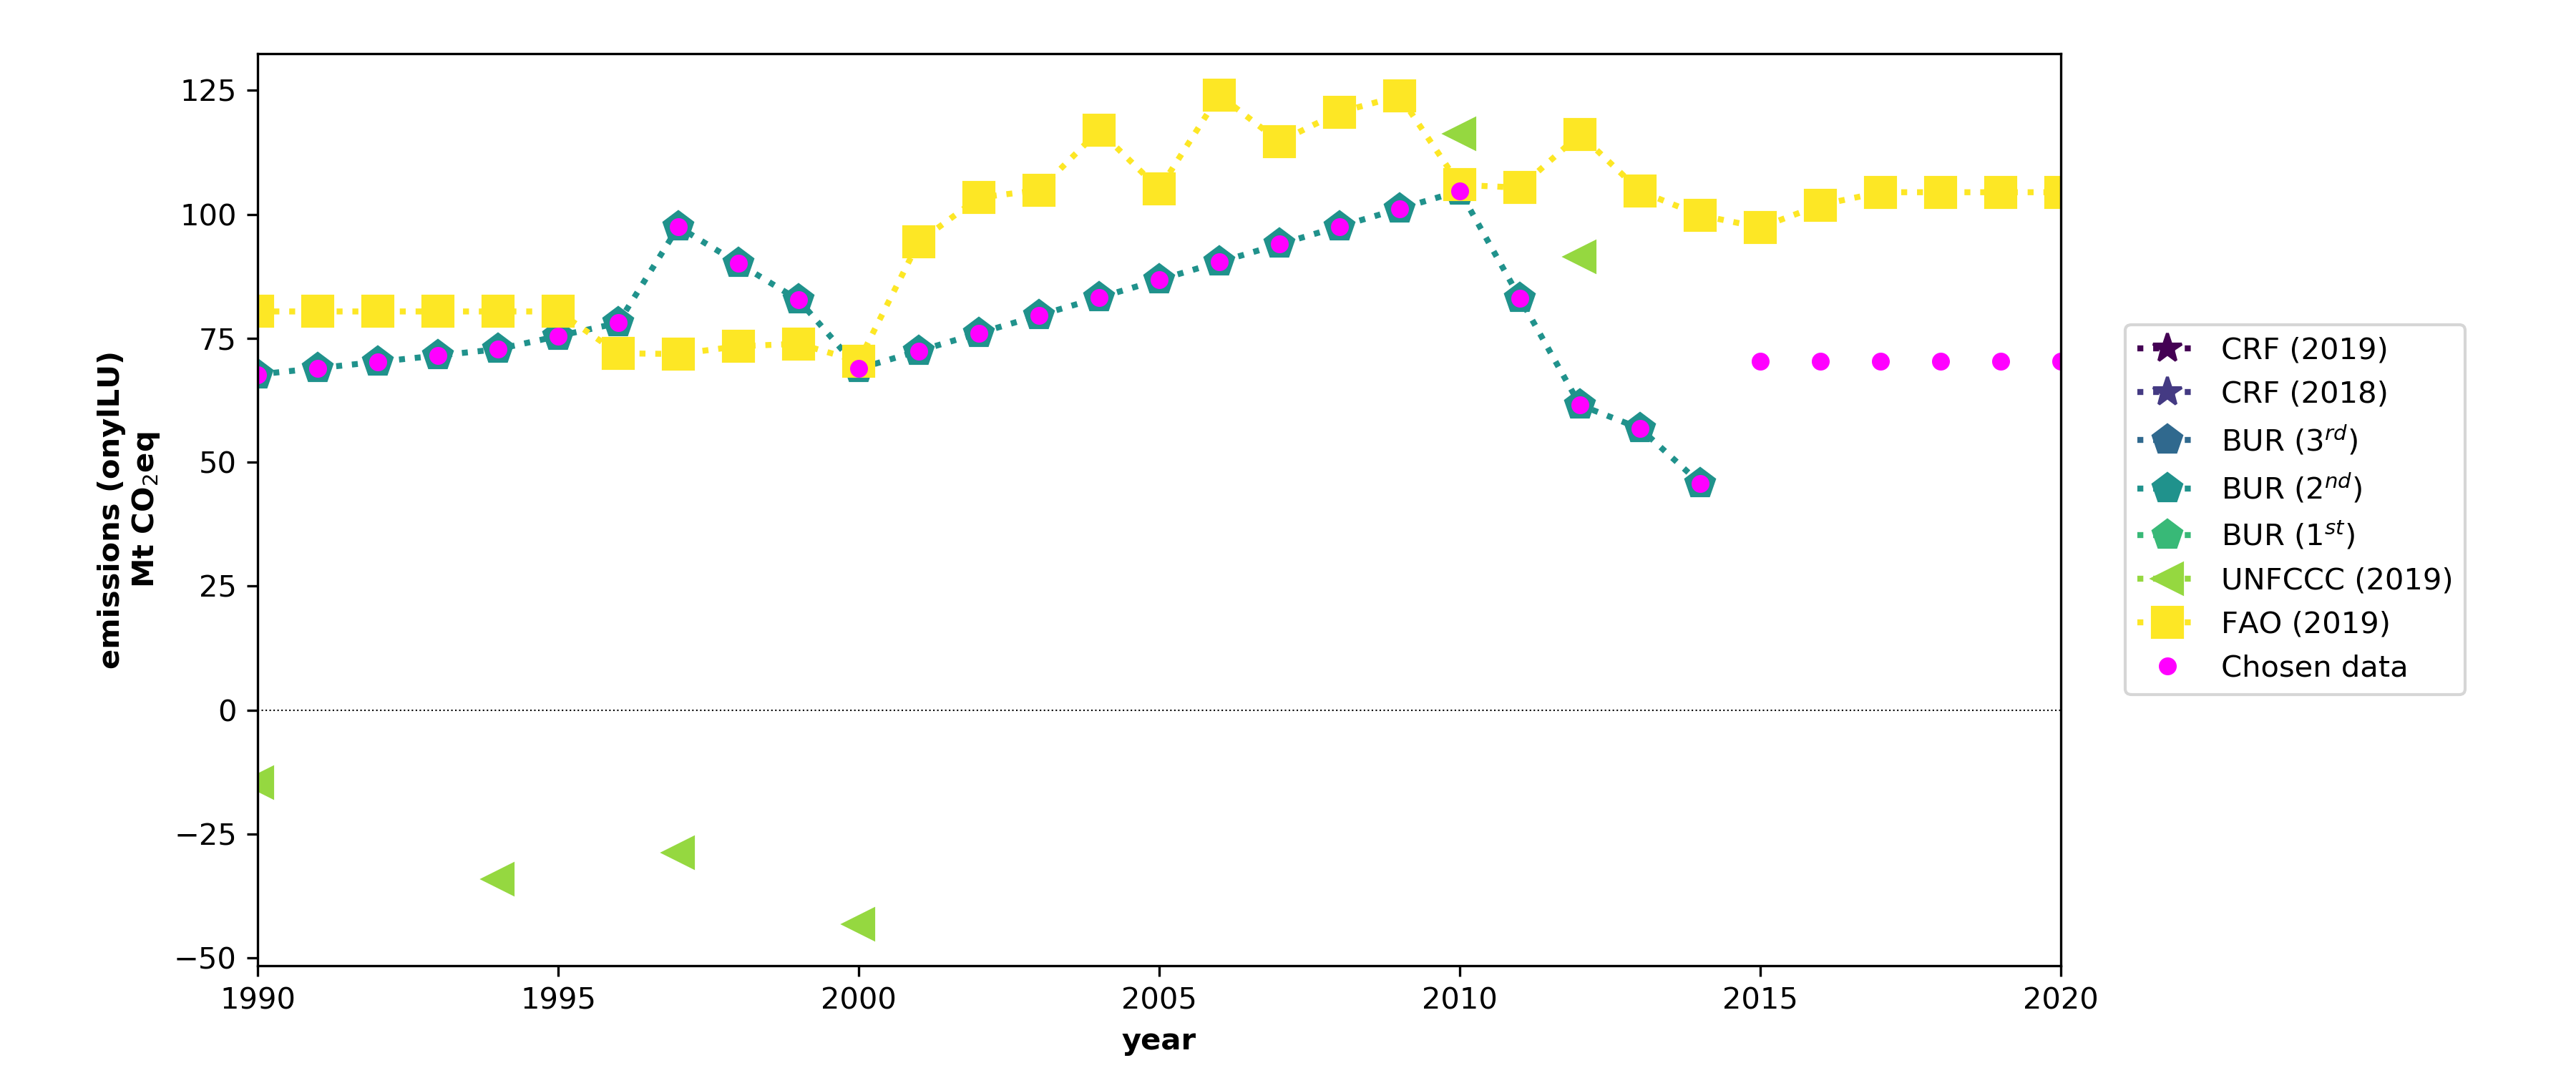 125
100
75
50
25
0
−25
−50
emissions (onylLU)
Mt CO₂eq
1990 1995 2000 2005 2010 2015 2020
year
CRF (2019)
CRF (2018)
BUR (3ʳᵈ)
BUR (2ⁿᵈ)
BUR (1ˢᵗ)
UNFCCC (2019)
FAO (2019)
Chosen data